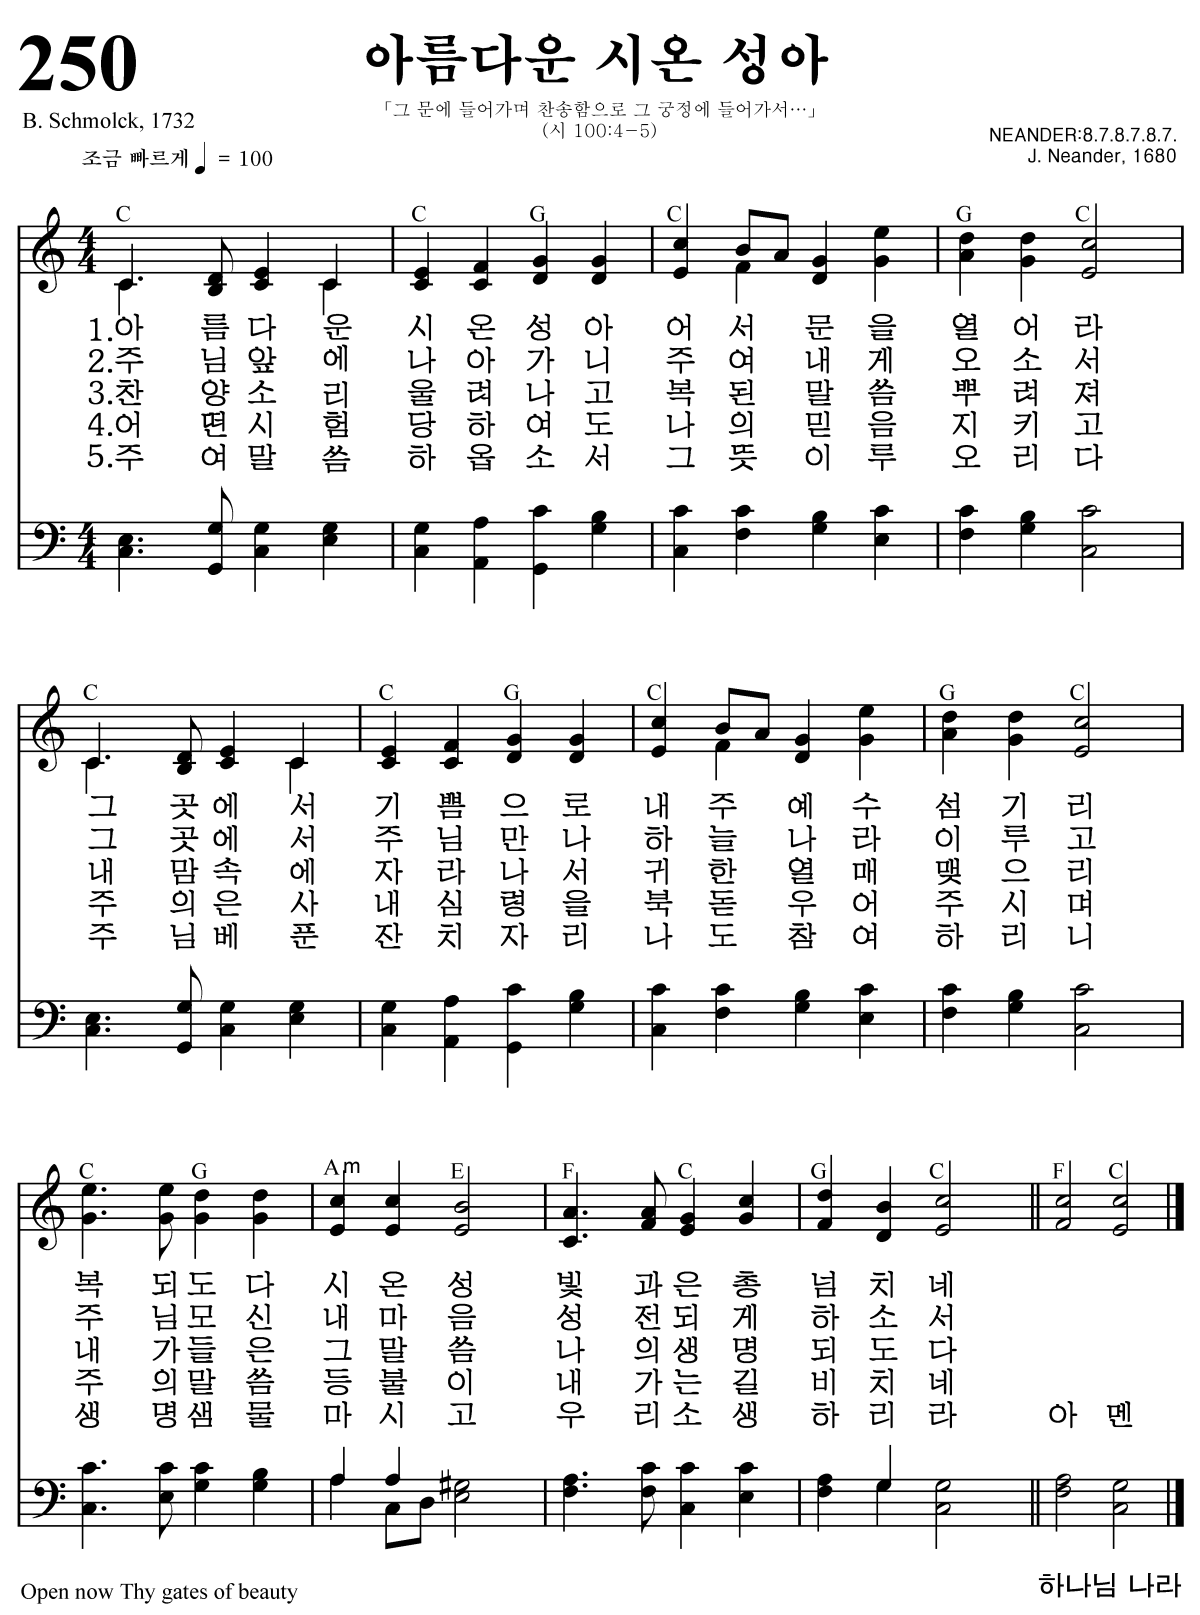 250
아름다운 시온 성아
「그 문에 들어가며 찬송함으로 그 궁정에 들어가서…」
(시 100:4-5)
B. Schmolck, 1732
NEANDER:8.7.8.7.8.7.
J. Neander, 1680
조금 빠르게 ♩ = 100
C C G C G C
4 4
1.아 름 다 운 시 온 성 아 어 서 문 을 열 어 라
2.주 님 앞 에 나 아 가 니 주 여 내 게 오 소 서
3.찬 양 소 리 울 려 나 고 복 된 말 씀 뿌 려 져
4.어 떤 시 험 당 하 여 도 나 의 믿 음 지 키 고
5.주 여 말 씀 하 옵 소 서 그 뜻 이 루 오 리 다
4 4
C C G C G C
그 곳 에 서 기 쁨 으 로 내 주 예 수 섬 기 리
그 곳 에 서 주 님 만 나 하 늘 나 라 이 루 고
내 맘 속 에 자 라 나 서 귀 한 열 매 맺 으 리
주 의 은 사 내 심 령 을 북 돋 우 어 주 시 며
주 님 베 푼 잔 치 자 리 나 도 참 여 하 리 니
C G Am E F C G C F C
복 되 도 다 시 온 성 빛 과 은 총 넘 치 네
주 님 모 신 내 마 음 성 전 되 게 하 소 서
내 가 들 은 그 말 씀 나 의 생 명 되 도 다
주 의 말 씀 등 불 이 내 가 는 길 비 치 네
생 명 샘 물 마 시 고 우 리 소 생 하 리 라 아 멘
Open now Thy gates of beauty
하나님 나라